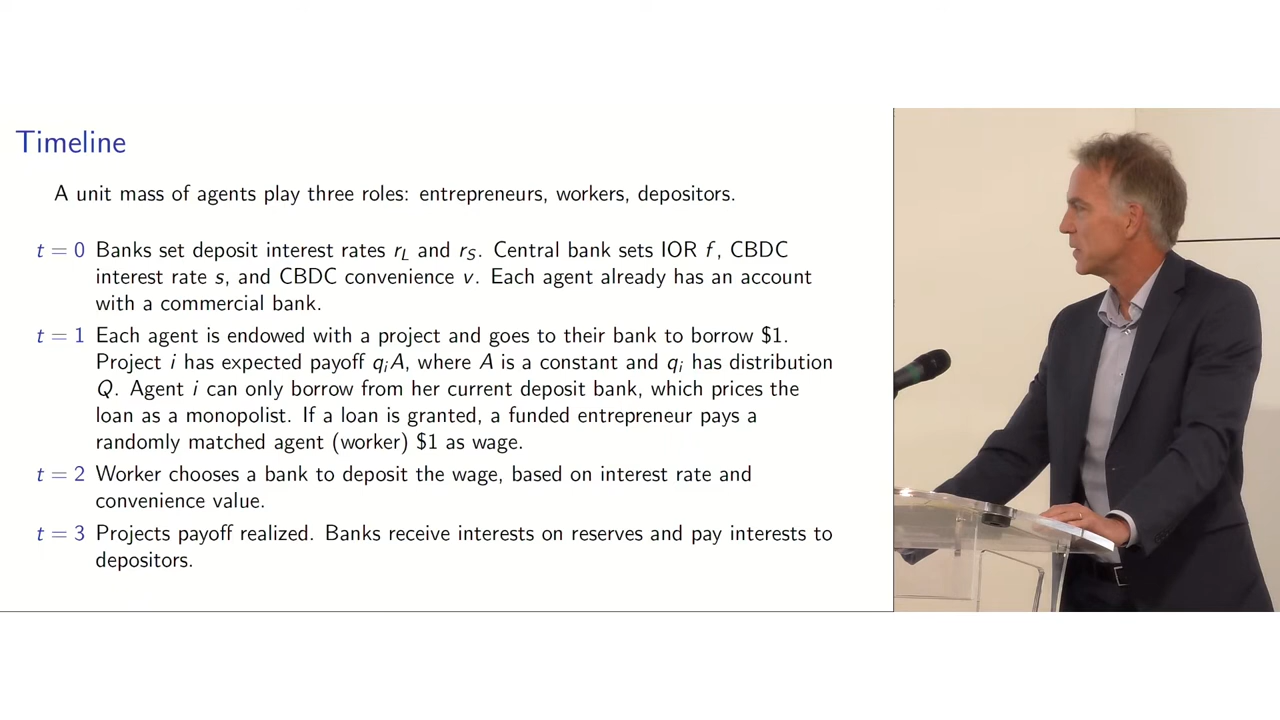 Timeline
A unit mass of agents play three roles: entrepreneurs, workers, depositors.
t = 0 Banks set deposit interest rates r_L and r_S. Central bank sets IOR f, CBDC
interest rate s, and CBDC convenience v. Each agent already has an account
with a commercial bank.
t = 1 Each agent is endowed with a project and goes to their bank to borrow $1.
Project i has expected payoff q_iA, where A is a constant and q_i has distribution
Q. Agent i can only borrow from her current deposit bank, which prices the
loan as a monopolist. If a loan is granted, a funded entrepreneur pays a
randomly matched agent (worker) $1 as wage.
t = 2 Worker chooses a bank to deposit the wage, based on interest rate and
convenience value.
t = 3 Projects payoff realized. Banks receive interests on reserves and pay interests to
depositors.